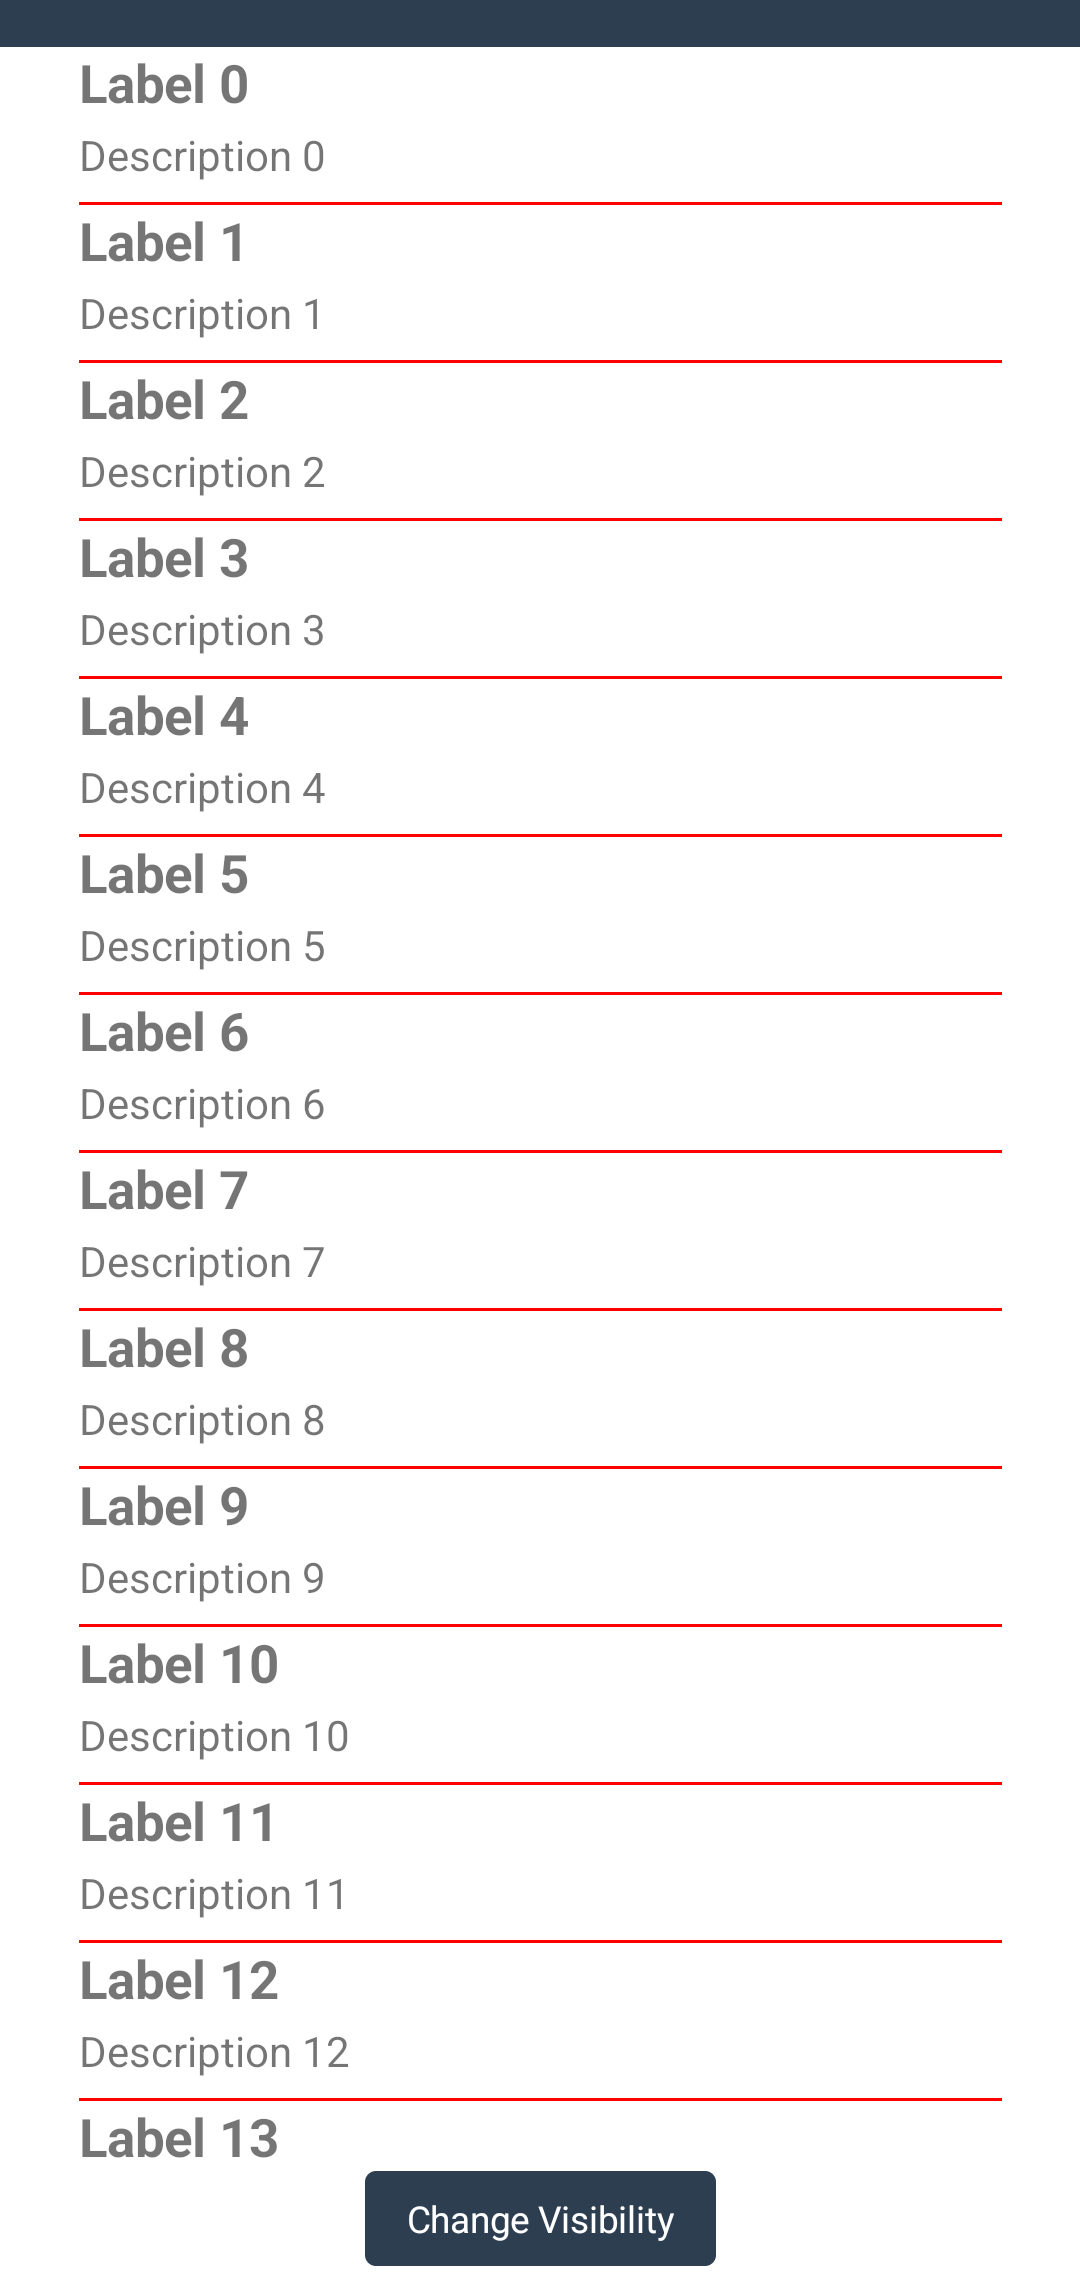 Label 0
Description 0
Label 1
Description 1
Label 2
Description 2
Label 3
Description 3
Label 4
Description 4
Label 5
Description 5
Label 6
Description 6
Label 7
Description 7
Label 8
Description 8
Label 9
Description 9
Label 10
Description 10
Label 11
Description 11
Label 12
Description 12
Label 13
Change Visibility